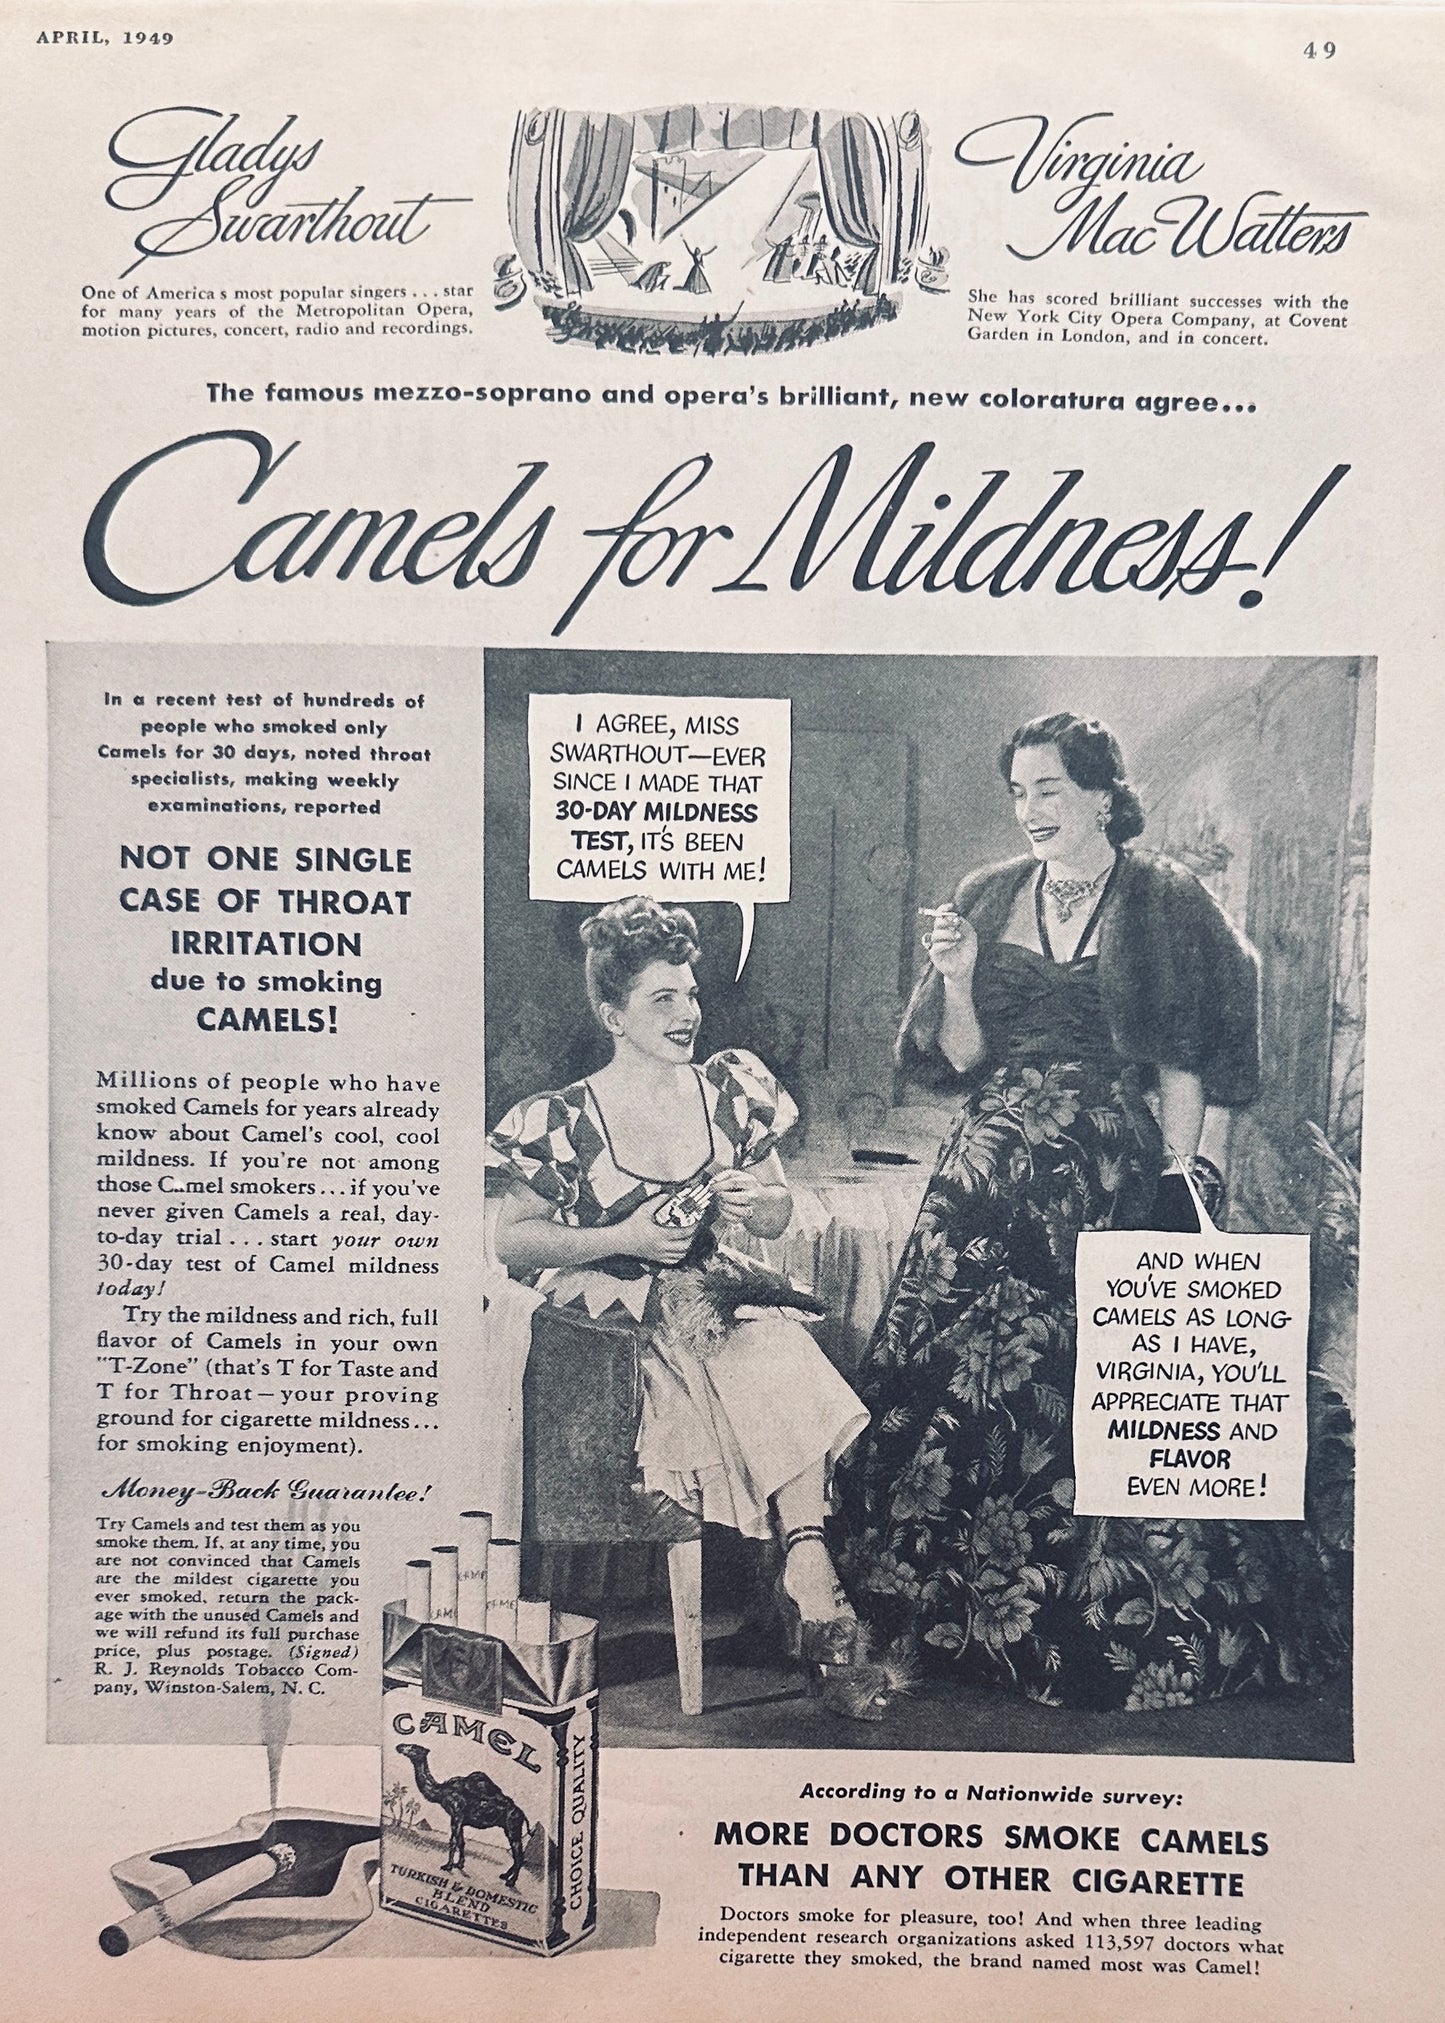 APRIL, 1949
49
Gladys
Swarthout
One of America s most popular singers . . . star
for many years of the Metropolitan Opera,
motion pictures, concert, radio and recordings.
Virginia
Mac Watters
She has scored brilliant successes with the
New York City Opera Company, at Covent
Garden in London, and in concert.
The famous mezzo-soprano and opera's brilliant, new coloratura agree...
Camels for Mildness!
In a recent test of hundreds of
people who smoked only
Camels for 30 days, noted throat
specialists, making weekly
examinations, reported
NOT ONE SINGLE
CASE OF THROAT
IRRITATION
due to smoking
CAMELS!
Millions of people who have
smoked Camels for years already
know about Camel's cool, cool
mildness. If you're not among
those C..mel smokers...if you've
never given Camels a real, day-
to-day trial . . . start your own
30-day test of Camel mildness
today!
Try the mildness and rich, full
flavor of Camels in your own
"T-Zone" (that's T for Taste and
T for Throat — your proving
ground for cigarette mildness...
for smoking enjoyment).
Money-Back Guarantee!
Try Camels and test them as you
smoke them. If, at any time, you
are not convinced that Camels
are the mildest cigarette you
ever smoked, return the pack-
age with the unused Camels and
we will refund its full purchase
price, plus postage. (Signed)
R. J. Reynolds Tobacco Com-
pany, Winston-Salem, N. C.
I AGREE, MISS
SWARTHOUT—EVER
SINCE I MADE THAT
30-DAY MILDNESS
TEST, IT'S BEEN
CAMELS WITH ME!
AND WHEN
YOU'VE SMOKED
CAMELS AS LONG
AS I HAVE,
VIRGINIA, YOU'LL
APPRECIATE THAT
MILDNESS AND
FLAVOR
EVEN MORE!
CAMEL
TURKISH & DOMESTIC
BLEND
CIGARETTES
CHOICE QUALITY
According to a Nationwide survey:
MORE DOCTORS SMOKE CAMELS
THAN ANY OTHER CIGARETTE
Doctors smoke for pleasure, too! And when three leading
independent research organizations asked 113,597 doctors what
cigarette they smoked, the brand named most was Camel!